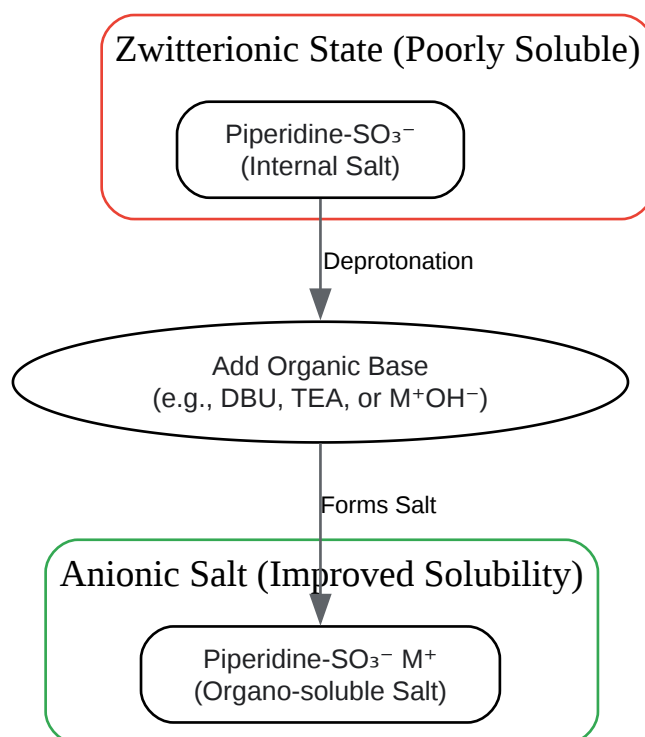 Zwitterionic State (Poorly Soluble)
Piperidine-SO₃⁻
(Internal Salt)
Deprotonation
Add Organic Base
(e.g., DBU, TEA, or M⁺OH⁻)
Forms Salt
Anionic Salt (Improved Solubility)
Piperidine-SO₃⁻ M⁺
(Organo-soluble Salt)